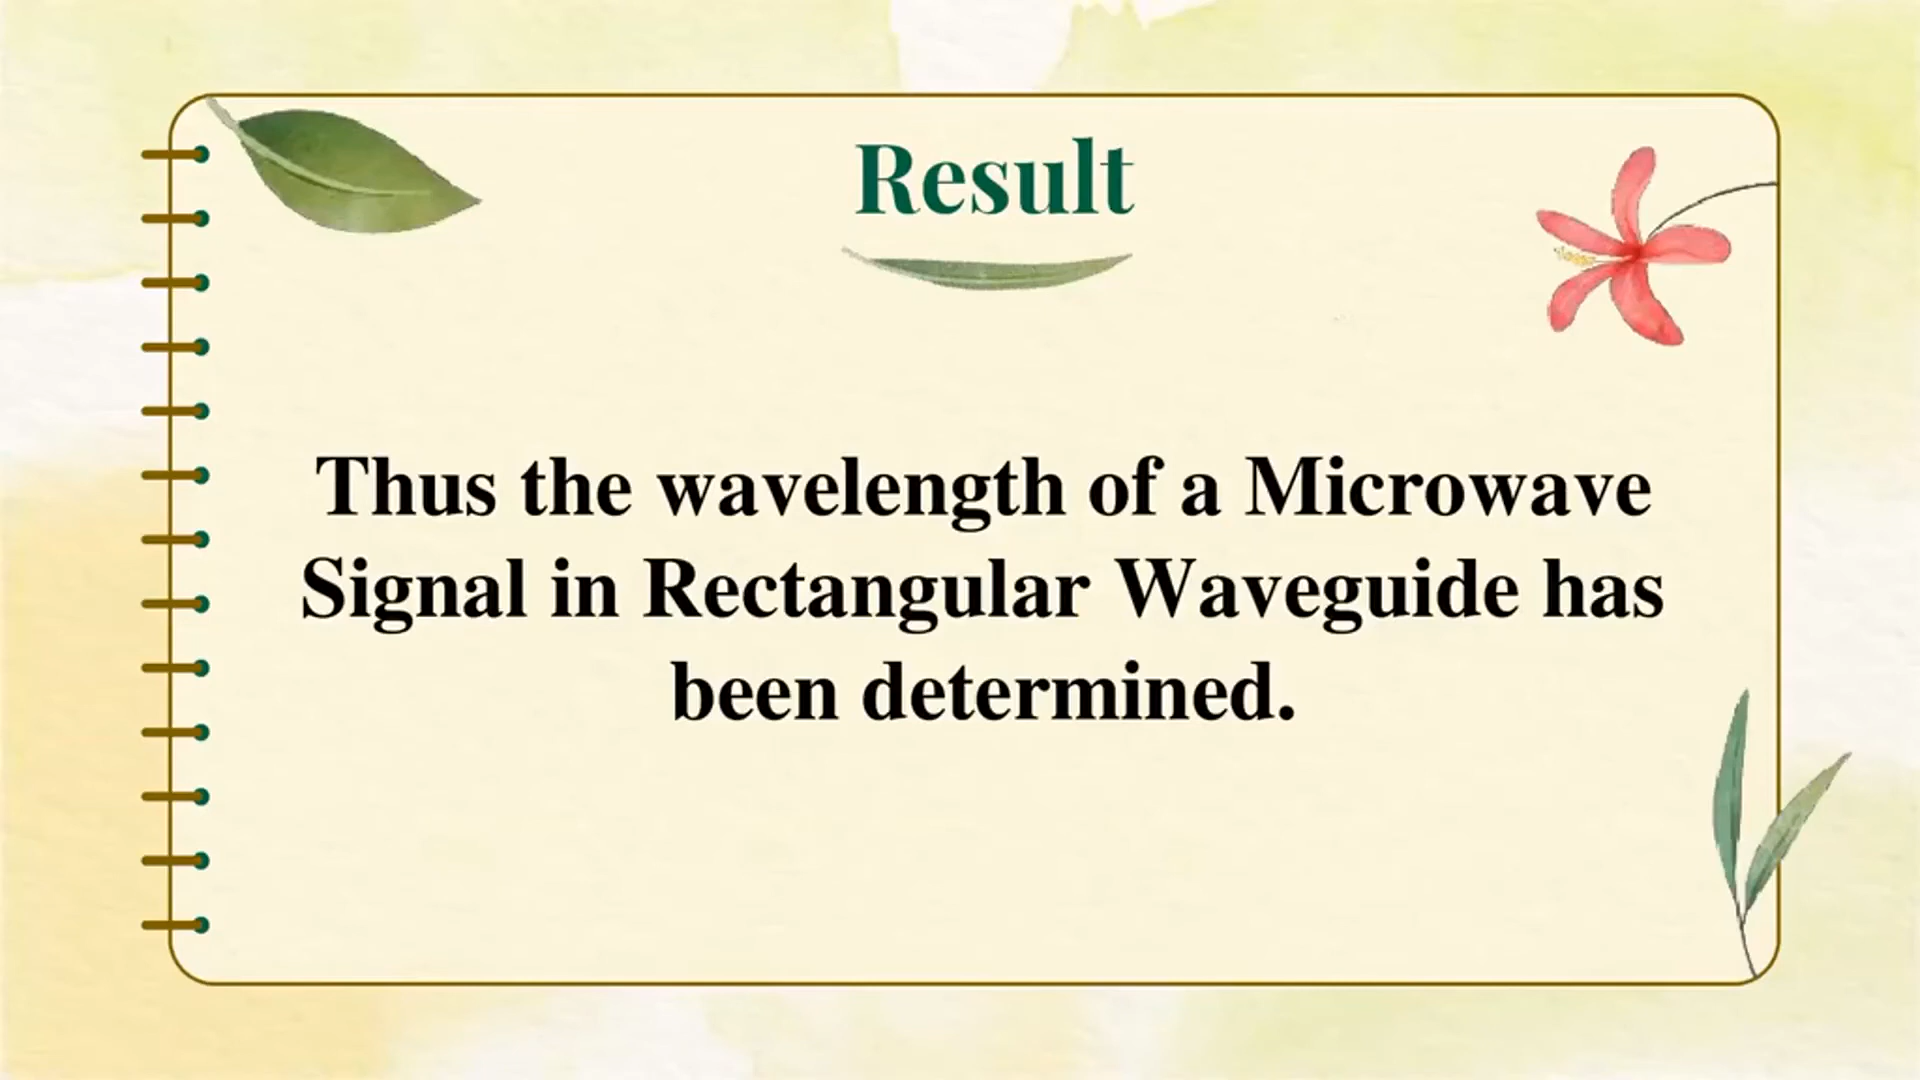 Result
Thus the wavelength of a Microwave
Signal in Rectangular Waveguide has
been determined.